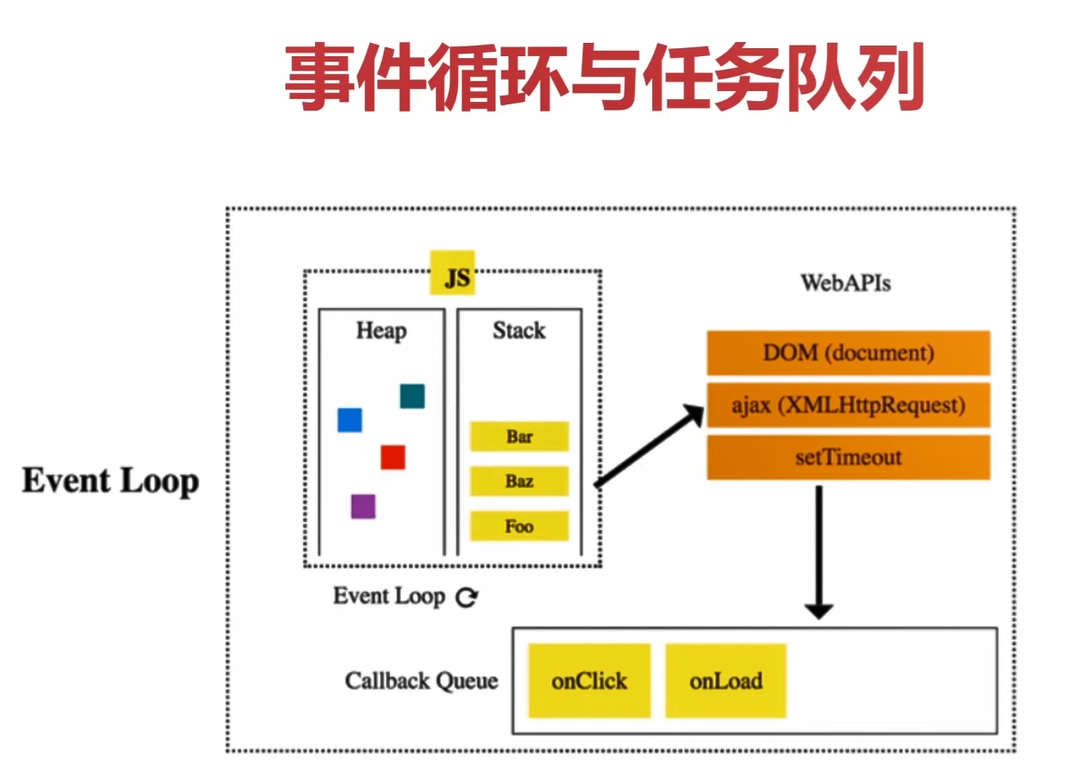 事件循环与任务队列
JS
WebAPIs
Heap
Stack
DOM (document)
ajax (XMLHttpRequest)
setTimeout
Bar
Baz
Foo
Event Loop
Event Loop
Callback Queue
onClick
onLoad